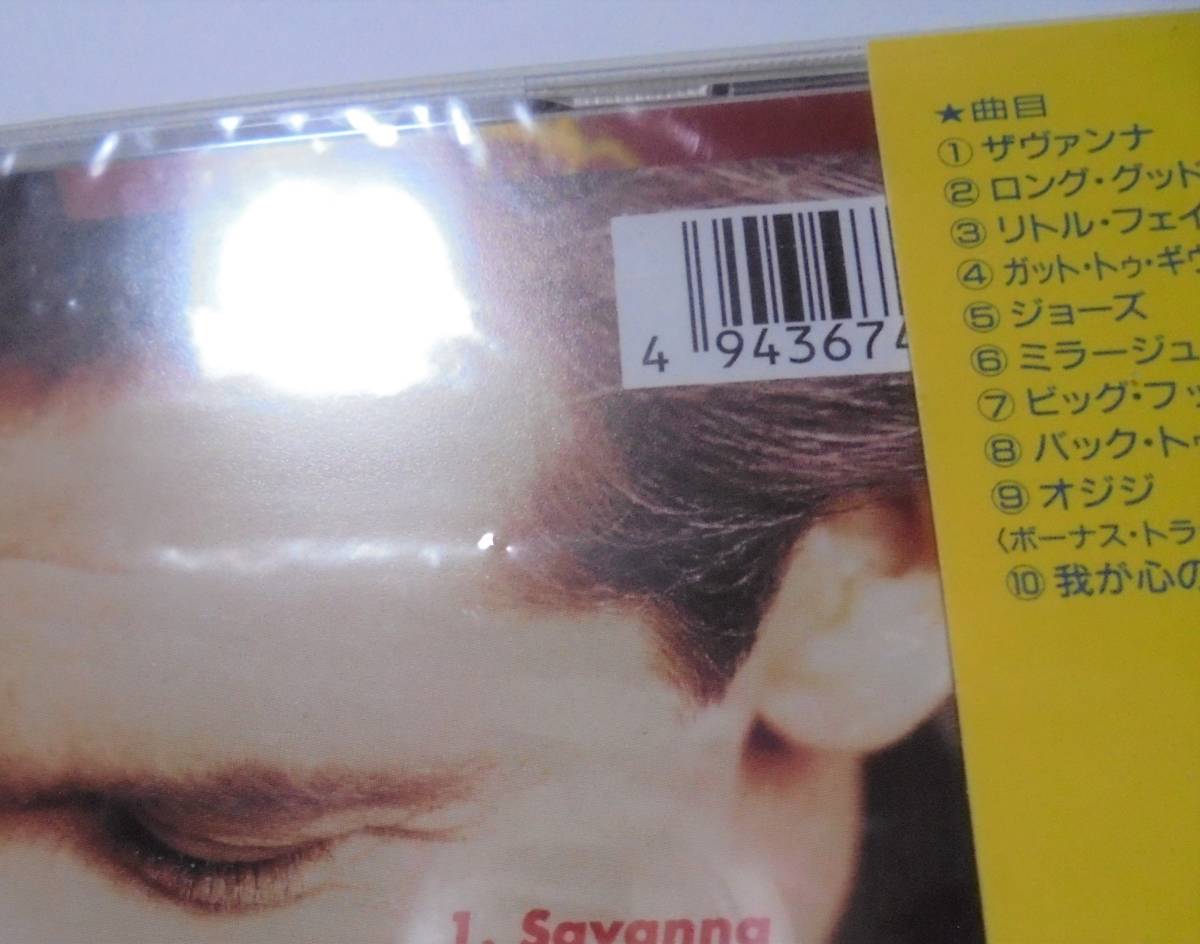 ★曲目
①ザヴァンナ
②ロング・グット
③リトル・フェイ
④ガット・トゥ・ギヴ
⑤ジョーズ
⑥ミラージュ
⑦ビッグ・フッ
⑧バック・トゥ
⑨オジジ
〈ボーナス・トラ
⑩我が心の
4 943674
1. Savanna